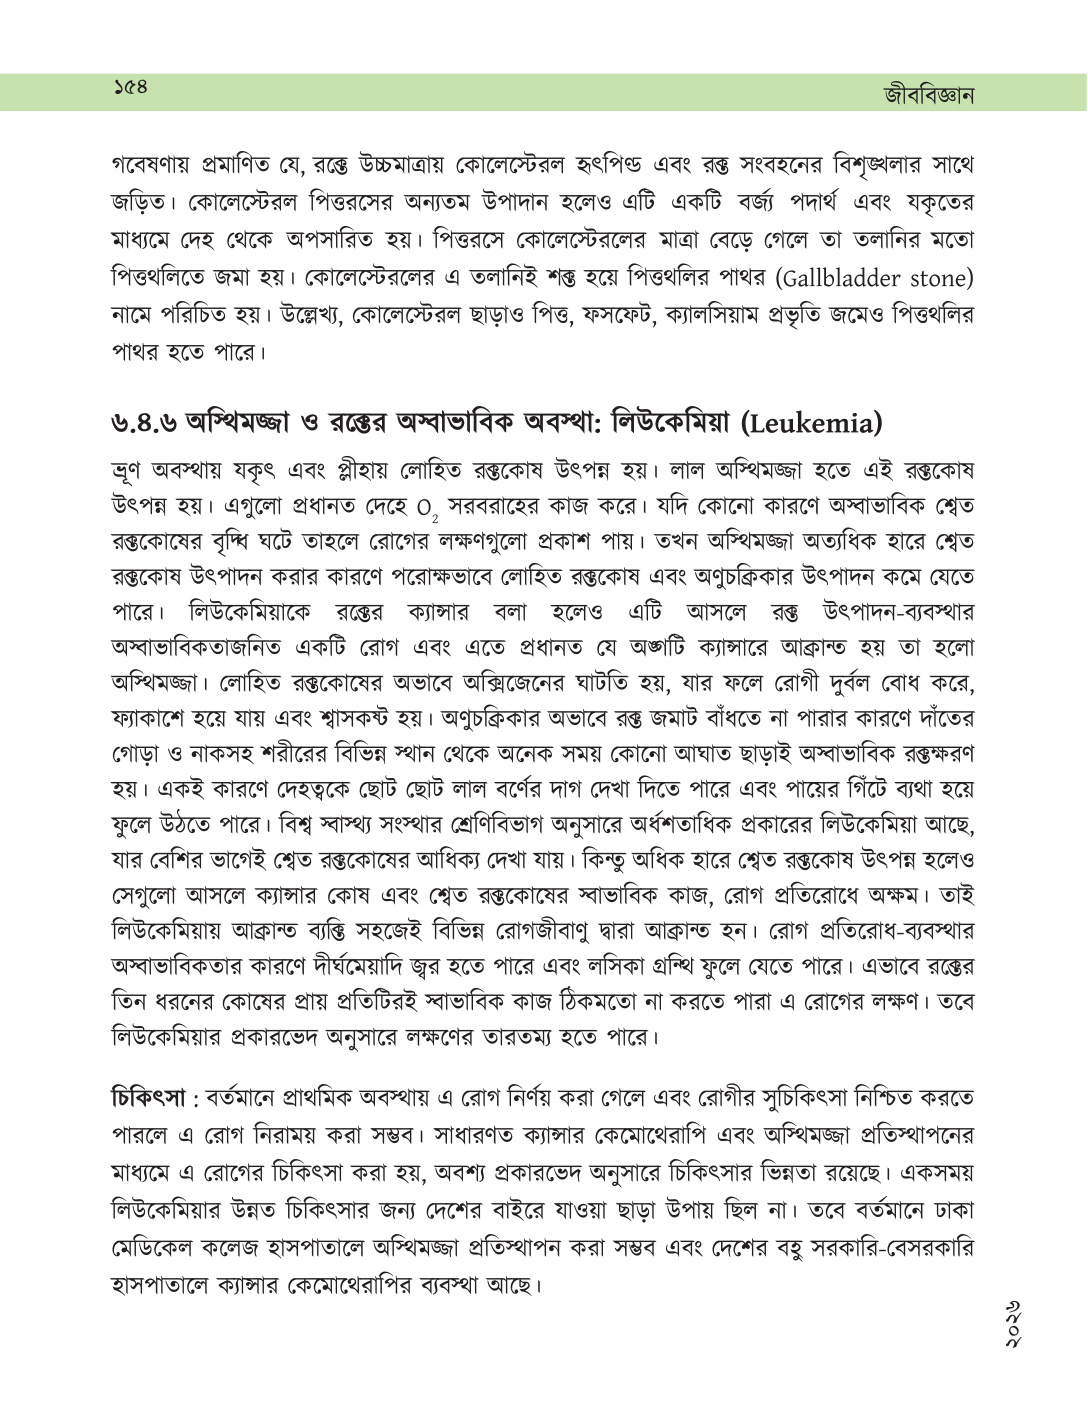 ১৫৪
জীববিজ্ঞান
গবেষণায় প্রমাণিত যে, রক্তে উচ্চমাত্রায় কোলেস্টেরল হৃৎপিণ্ড এবং রক্ত সংবহনের বিশৃঙ্খলার সাথে
জড়িত। কোলেস্টেরল পিত্তরসের অন্যতম উপাদান হলেও এটি একটি বর্জ্য পদার্থ এবং যকৃতের
মাধ্যমে দেহ থেকে অপসারিত হয়। পিত্তরসে কোলেস্টেরলের মাত্রা বেড়ে গেলে তা তলানির মতো
পিত্তথলিতে জমা হয়। কোলেস্টেরলের এ তলানিই শক্ত হয়ে পিত্তথলির পাথর (Gallbladder stone)
নামে পরিচিত হয়। উল্লেখ্য, কোলেস্টেরল ছাড়াও পিত্ত, ফসফেট, ক্যালসিয়াম প্রভৃতি জমেও পিত্তথলির
পাথর হতে পারে।
৬.৪.৬ অস্থিমজ্জা ও রক্তের অস্বাভাবিক অবস্থা: লিউকেমিয়া (Leukemia)
ভ্রূণ অবস্থায় যকৃৎ এবং প্লীহায় লোহিত রক্তকোষ উৎপন্ন হয়। লাল অস্থিমজ্জা হতে এই রক্তকোষ
উৎপন্ন হয়। এগুলো প্রধানত দেহে O₂ সরবরাহের কাজ করে। যদি কোনো কারণে অস্বাভাবিক শ্বেত
রক্তকোষের বৃদ্ধি ঘটে তাহলে রোগের লক্ষণগুলো প্রকাশ পায়। তখন অস্থিমজ্জা অত্যধিক হারে শ্বেত
রক্তকোষ উৎপাদন করার কারণে পরোক্ষভাবে লোহিত রক্তকোষ এবং অণুচক্রিকার উৎপাদন কমে যেতে
পারে। লিউকেমিয়াকে রক্তের ক্যান্সার বলা হলেও এটি আসলে রক্ত উৎপাদন-ব্যবস্থার
অস্বাভাবিকতাজনিত একটি রোগ এবং এতে প্রধানত যে অঙ্গটি ক্যান্সারে আক্রান্ত হয় তা হলো
অস্থিমজ্জা। লোহিত রক্তকোষের অভাবে অক্সিজেনের ঘাটতি হয়, যার ফলে রোগী দুর্বল বোধ করে,
ফ্যাকাশে হয়ে যায় এবং শ্বাসকষ্ট হয়। অণুচক্রিকার অভাবে রক্ত জমাট বাঁধতে না পারার কারণে দাঁতের
গোড়া ও নাকসহ শরীরের বিভিন্ন স্থান থেকে অনেক সময় কোনো আঘাত ছাড়াই অস্বাভাবিক রক্তক্ষরণ
হয়। একই কারণে দেহত্বকে ছোট ছোট লাল বর্ণের দাগ দেখা দিতে পারে এবং পায়ের গিঁটে ব্যথা হয়ে
ফুলে উঠতে পারে। বিশ্ব স্বাস্থ্য সংস্থার শ্রেণিবিভাগ অনুসারে অর্ধশতাধিক প্রকারের লিউকেমিয়া আছে,
যার বেশির ভাগেই শ্বেত রক্তকোষের আধিক্য দেখা যায়। কিন্তু অধিক হারে শ্বেত রক্তকোষ উৎপন্ন হলেও
সেগুলো আসলে ক্যান্সার কোষ এবং শ্বেত রক্তকোষের স্বাভাবিক কাজ, রোগ প্রতিরোধে অক্ষম। তাই
লিউকেমিয়ায় আক্রান্ত ব্যক্তি সহজেই বিভিন্ন রোগজীবাণু দ্বারা আক্রান্ত হন। রোগ প্রতিরোধ-ব্যবস্থার
অস্বাভাবিকতার কারণে দীর্ঘমেয়াদি জ্বর হতে পারে এবং লসিকা গ্রন্থি ফুলে যেতে পারে। এভাবে রক্তের
তিন ধরনের কোষের প্রায় প্রতিটিরই স্বাভাবিক কাজ ঠিকমতো না করতে পারা এ রোগের লক্ষণ। তবে
লিউকেমিয়ার প্রকারভেদ অনুসারে লক্ষণের তারতম্য হতে পারে।
চিকিৎসা : বর্তমানে প্রাথমিক অবস্থায় এ রোগ নির্ণয় করা গেলে এবং রোগীর সুচিকিৎসা নিশ্চিত করতে
পারলে এ রোগ নিরাময় করা সম্ভব। সাধারণত ক্যান্সার কেমোথেরাপি এবং অস্থিমজ্জা প্রতিস্থাপনের
মাধ্যমে এ রোগের চিকিৎসা করা হয়, অবশ্য প্রকারভেদ অনুসারে চিকিৎসার ভিন্নতা রয়েছে। একসময়
লিউকেমিয়ার উন্নত চিকিৎসার জন্য দেশের বাইরে যাওয়া ছাড়া উপায় ছিল না। তবে বর্তমানে ঢাকা
মেডিকেল কলেজ হাসপাতালে অস্থিমজ্জা প্রতিস্থাপন করা সম্ভব এবং দেশের বহু সরকারি-বেসরকারি
হাসপাতালে ক্যান্সার কেমোথেরাপির ব্যবস্থা আছে।
২০২৬